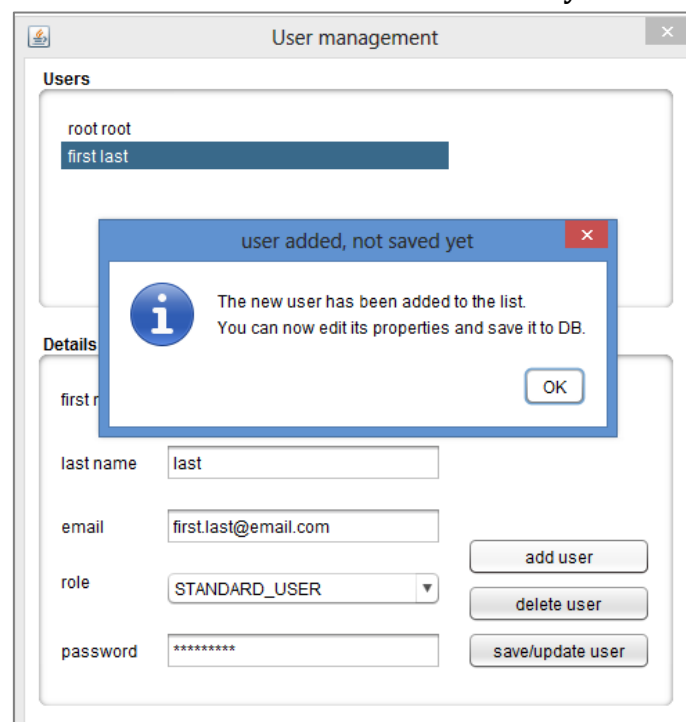 User management
Users
root root
first last
user added, not saved yet
The new user has been added to the list.
You can now edit its properties and save it to DB.
OK
Details
last name
last
email
first.last@email.com
add user
role
STANDARD_USER
delete user
password
*********
save/update user